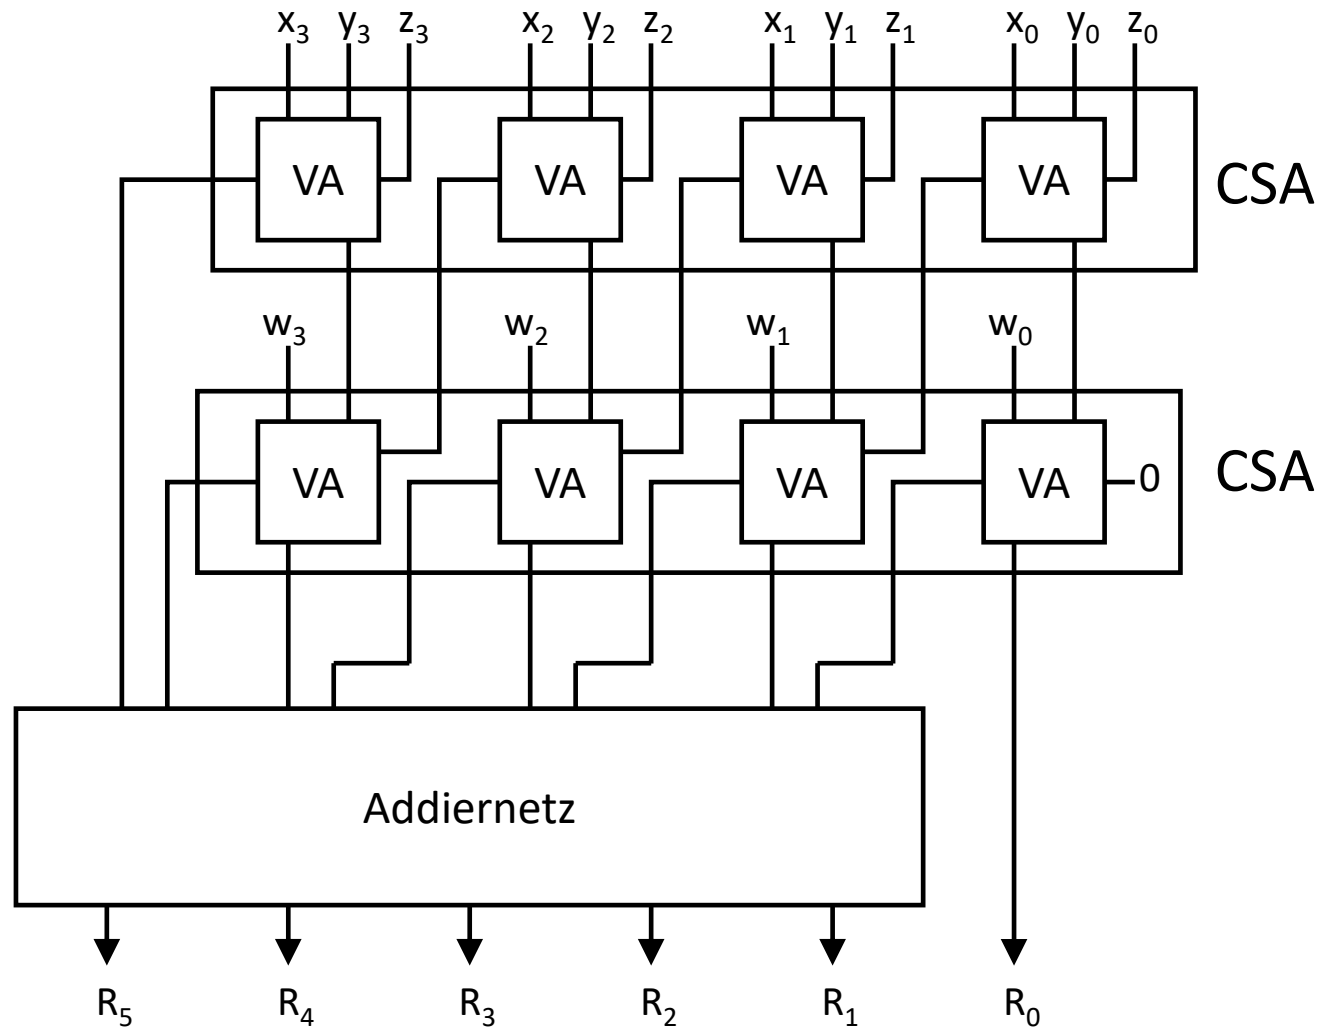 x₃ y₃ z₃ x₂ y₂ z₂ x₁ y₁ z₁ x₀ y₀ z₀
VA VA VA VA CSA
w₃ w₂ w₁ w₀
VA VA VA VA 0 CSA
Addiernetz
R₅ R₄ R₃ R₂ R₁ R₀